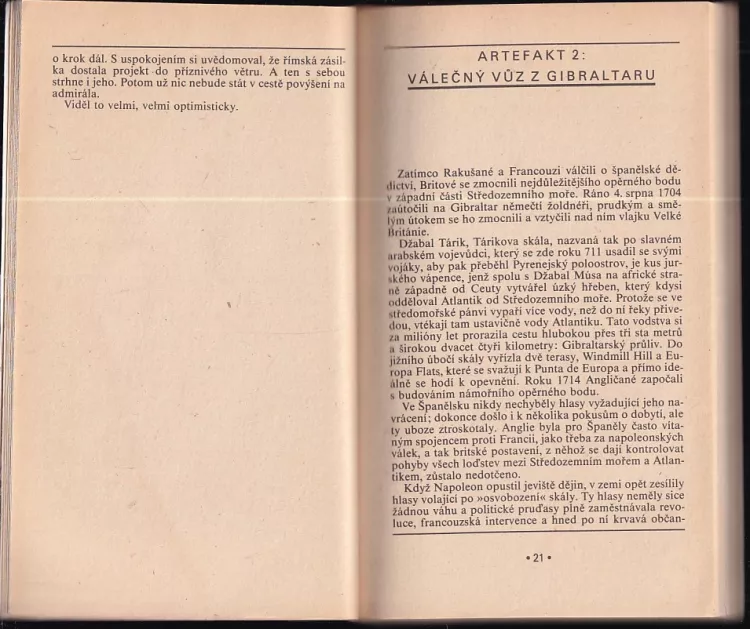 o krok dál. S uspokojením si uvědomoval, že římská zásil-
ka dostala projekt do příznivého větru. A ten s sebou
strhne i jeho. Potom už nic nebude stát v cestě povýšení na
admirála.
Viděl to velmi, velmi optimisticky.
ARTEFAKT 2:
VÁLEČNÝ VŮZ Z GIBRALTARU
Zatímco Rakušané a Francouzi válčili o španělské dě-
dictví, Britové se zmocnili nejdůležitějšího opěrného bodu
v západní části Středozemního moře. Ráno 4. srpna 1704
zaútočili na Gibraltar němečtí žoldnéři, prudkým a smě-
lým útokem se ho zmocnili a vztyčili nad ním vlajku Velké
Británie.
Džabal Tárik, Tárikova skála, nazvaná tak po slavném
arabském vojevůdci, který se zde roku 711 usadil se svými
vojáky, aby pak přeběhl Pyrenejský poloostrov, je kus jur-
ského vápence, jenž spolu s Džabal Músa na africké stra-
ně západně od Ceuty vytvářel úzký hřeben, který kdysi
odděloval Atlantik od Středozemního moře. Protože se ve
středomořské pánvi vypaří více vody, než do ní řeky přive-
dou, vtékají tam ustavičně vody Atlantiku. Tato vodstva si
za milióny let prorazila cestu hlubokou přes tři sta metrů
a širokou dvacet čtyři kilometry: Gibraltarský průliv. Do
jižního úbočí skály vyřízla dvě terasy, Windmill Hill a Eu-
ropa Flats, které se svažují k Punta de Europa a přímo ide-
álně se hodí k opevnění. Roku 1714 Angličané započali
s budováním námořního opěrného bodu.
Ve Španělsku nikdy nechyběly hlasy vyžadující jeho na-
vrácení; dokonce došlo i k několika pokusům o dobytí, ale
ty uboze ztroskotaly. Anglie byla pro Španěly často víta-
ným spojencem proti Francii, jako třeba za napoleonských
válek, a tak britské postavení, z něhož se dají kontrolovat
pohyby všech loďstev mezi Středozemním mořem a Atlan-
tikem, zůstalo nedotčeno.
Když Napoleon opustil jeviště dějin, v zemi opět zesílily
hlasy volající po »osvobození« skály. Ty hlasy neměly sice
žádnou váhu a politické pruďasy plně zaměstnávala revo-
luce, francouzská intervence a hned po ní krvavá občan-
• 21 •